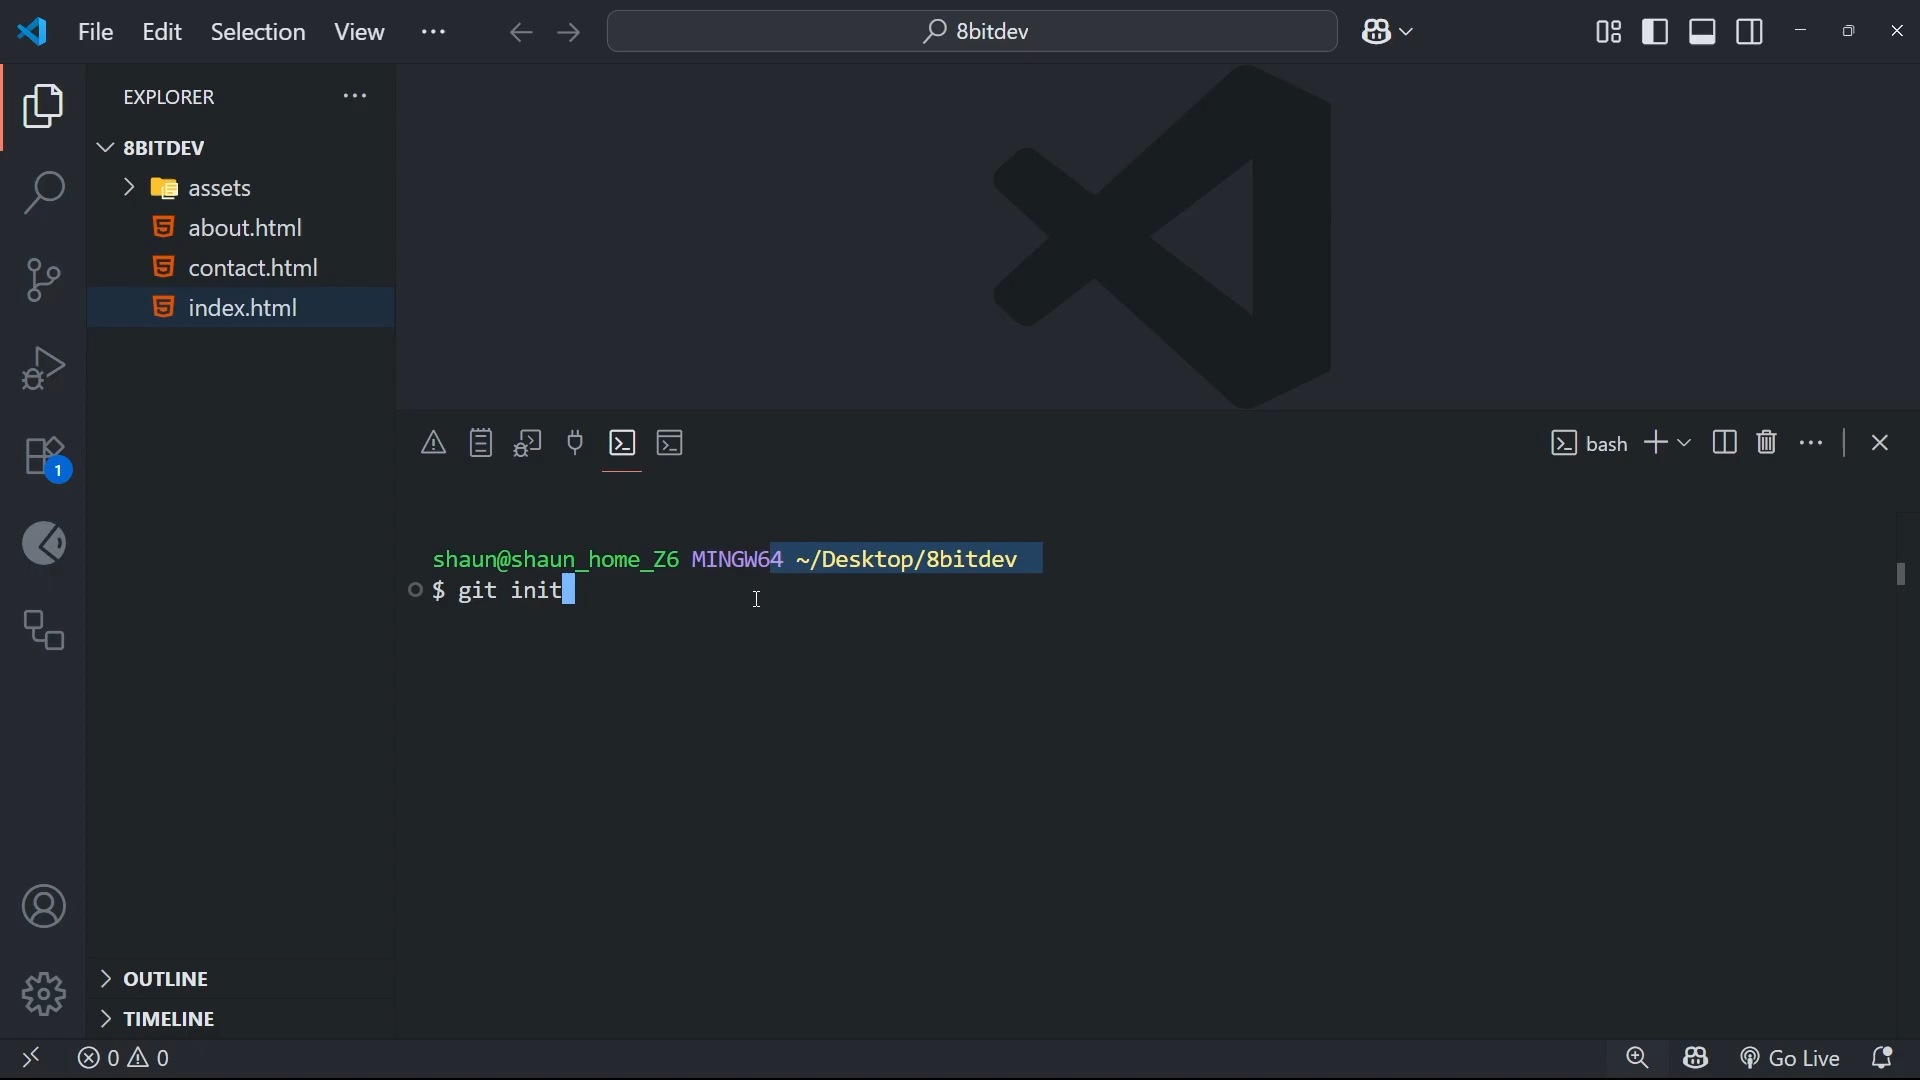 File Edit Selection View ···
8bitdev
EXPLORER ···
8BITDEV
assets
about.html
contact.html
index.html
1
bash
shaun@shaun_home_Z6 MINGW64 ~/Desktop/8bitdev
$ git init
OUTLINE
TIMELINE
0 0
Go Live